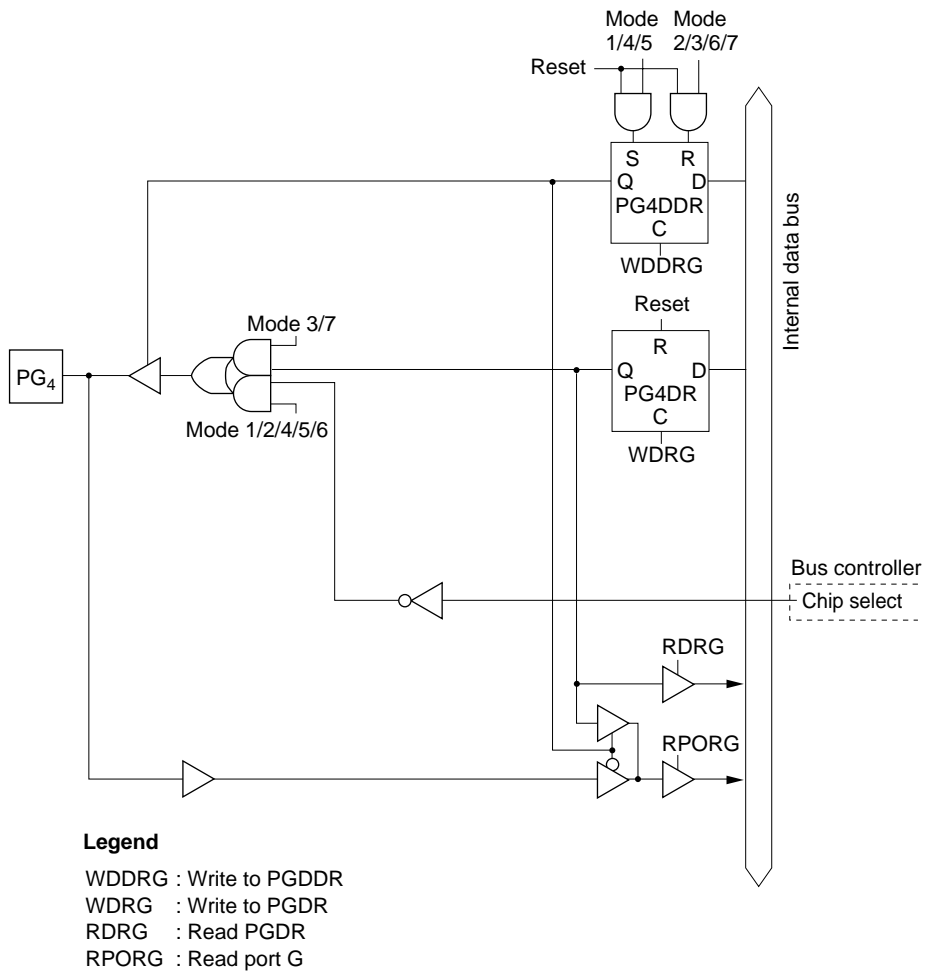 Mode
1/4/5
Mode
2/3/6/7
Reset
S R
Q D
PG4DDR
C
WDDRG
Internal data bus
Reset
R
Q D
PG4DR
C
WDRG
Mode 3/7
PG4
Mode 1/2/4/5/6
Bus controller
Chip select
RDRG
RPORG
Legend
WDDRG : Write to PGDDR
WDRG : Write to PGDR
RDRG : Read PGDR
RPORG : Read port G